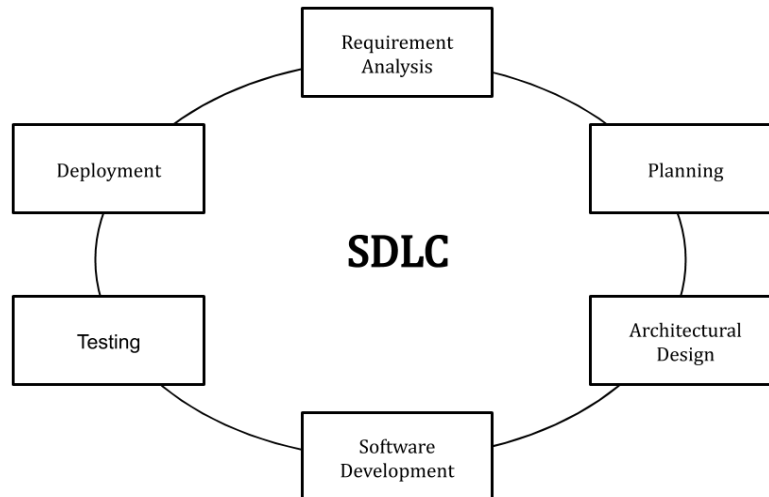 Requirement
Analysis
Deployment
Planning
SDLC
Testing
Architectural
Design
Software
Development